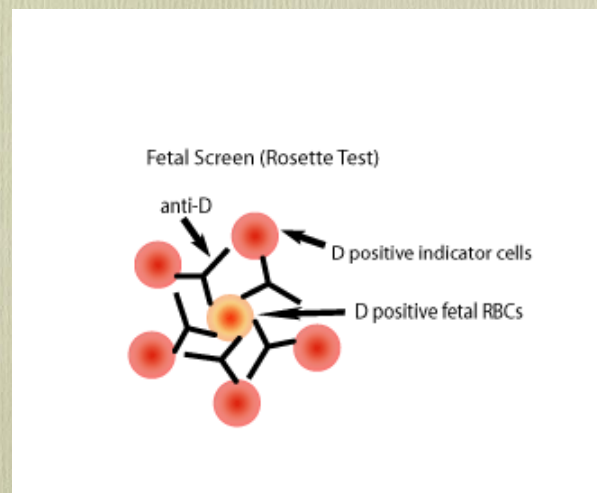 Fetal Screen (Rosette Test)
anti-D
D positive indicator cells
D positive fetal RBCs